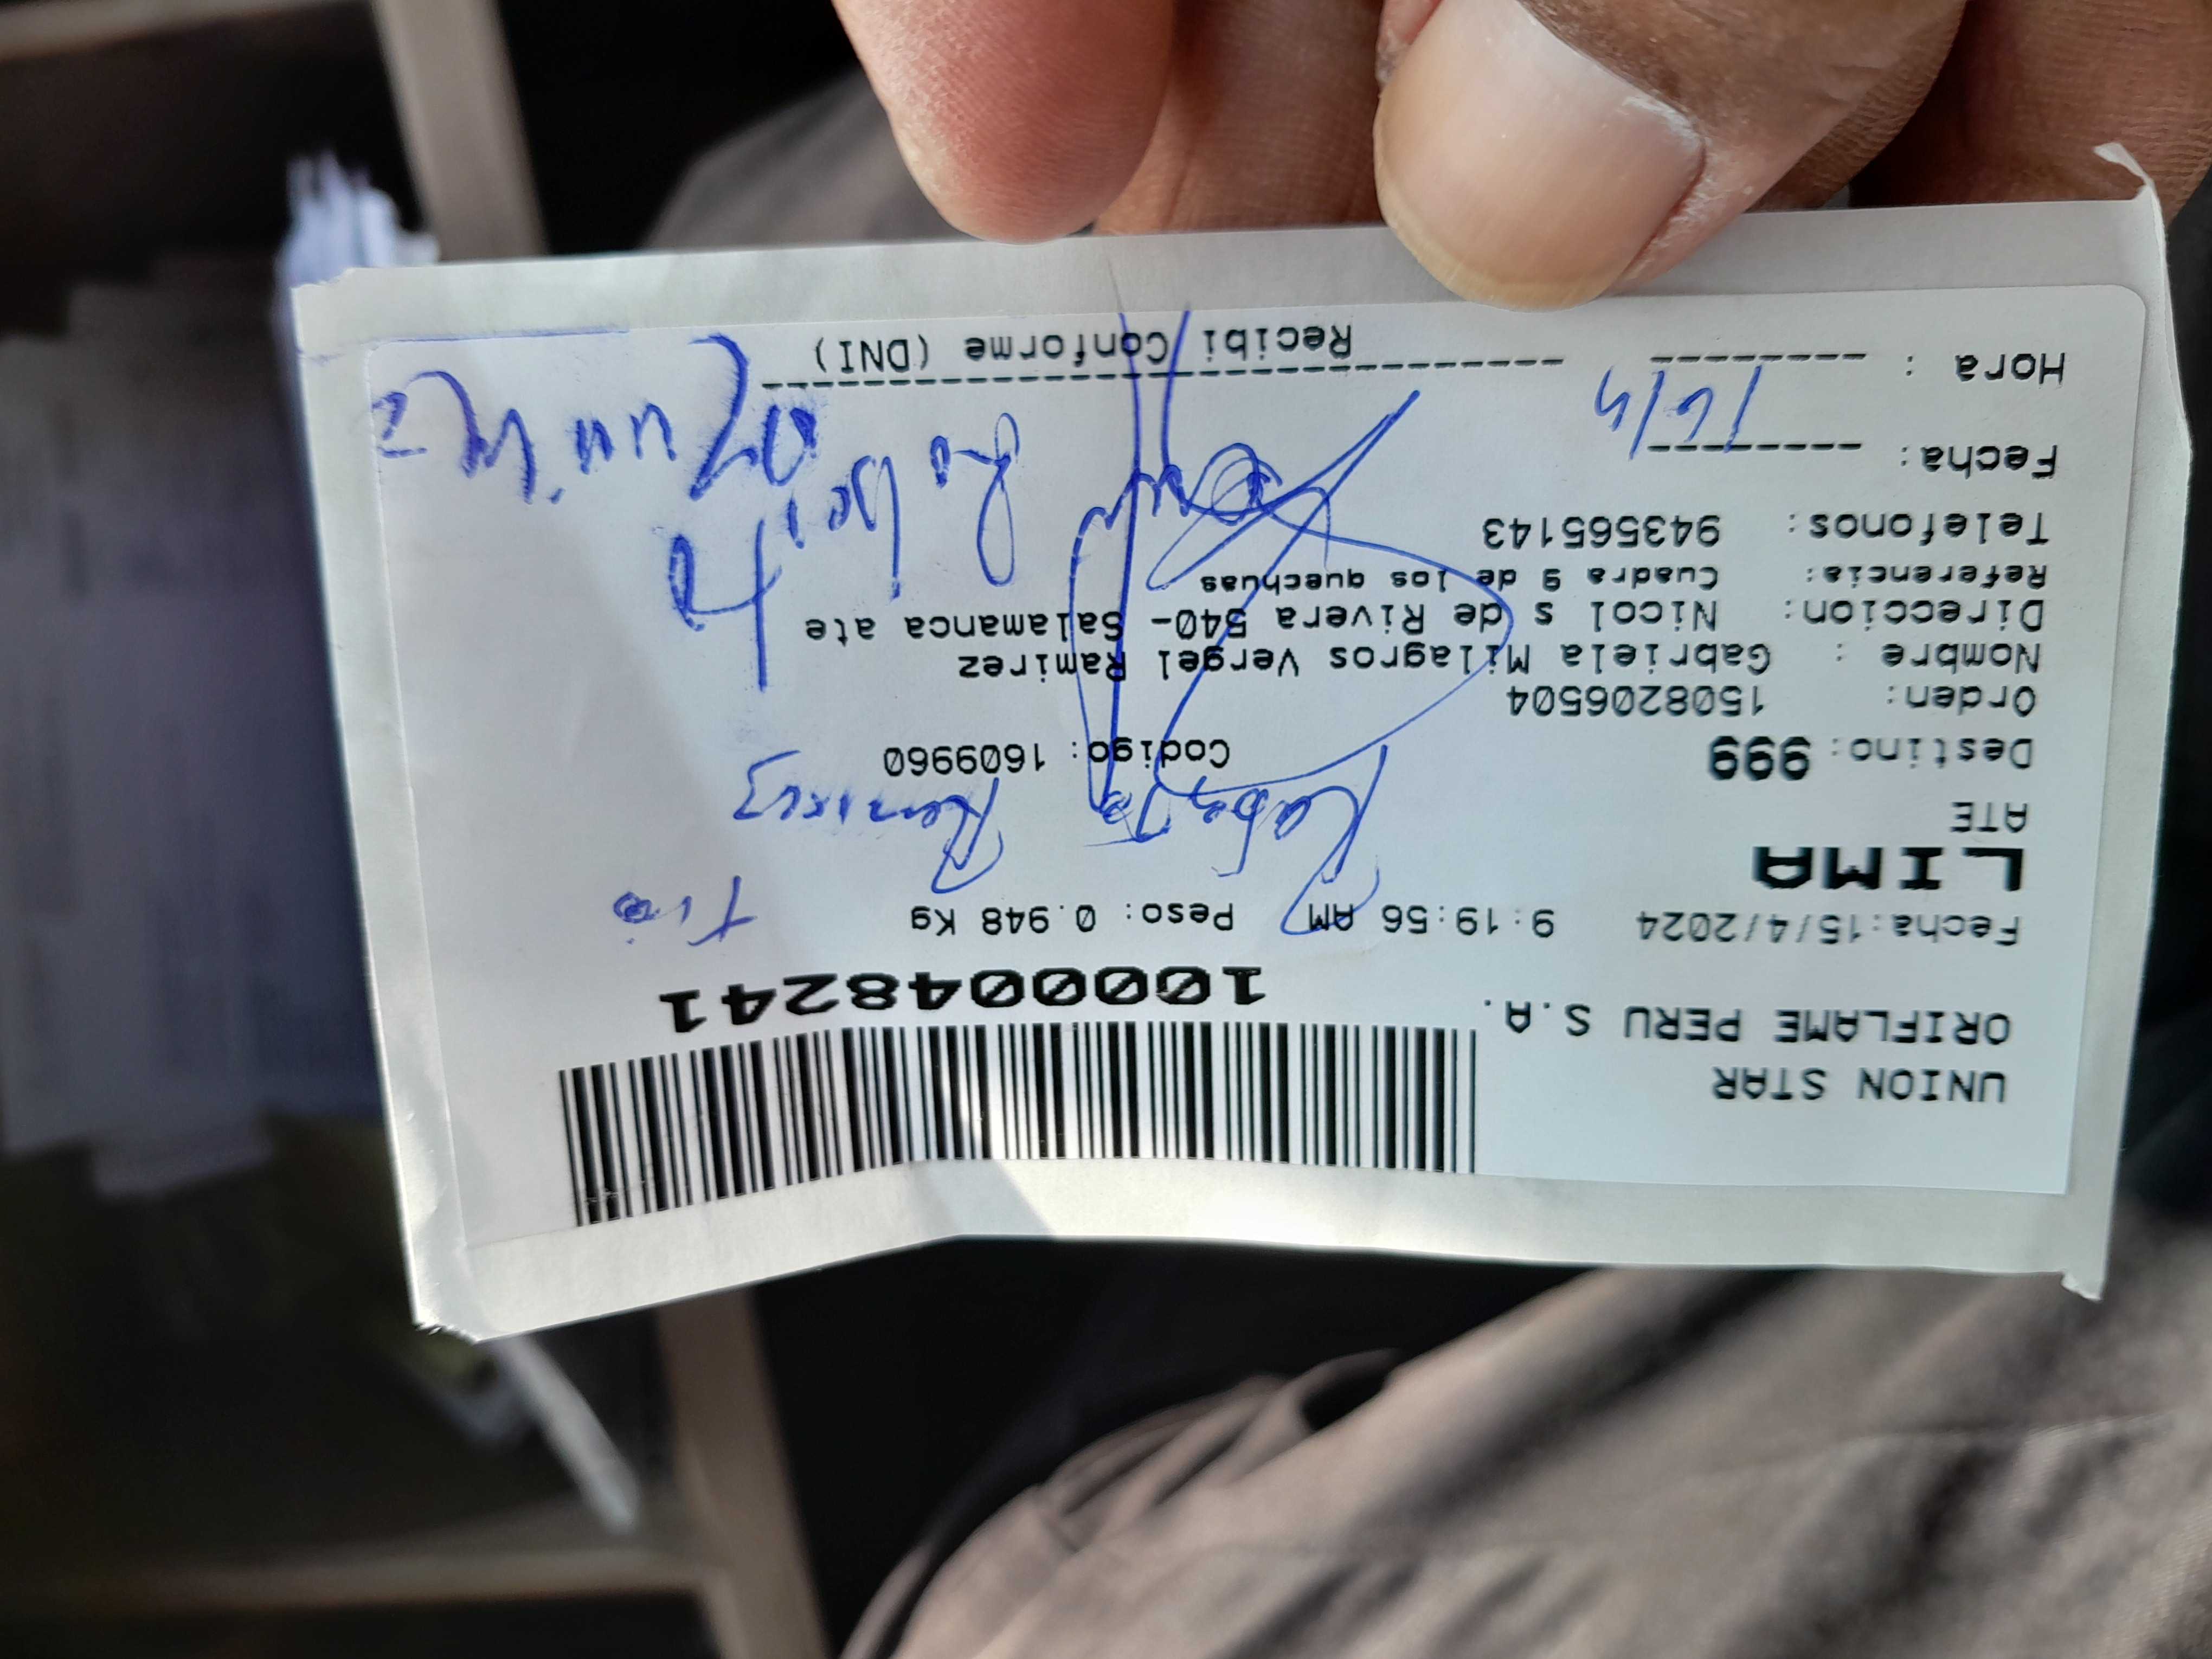 UNION STAR
ORIFLAME PERU S.A.
1000048241
Fecha:15/4/2024 9:19:56 AM Peso: 0.948 Kg
Tio
LIMA
Ramirez
ATE
Destino: 999 Codigo: 1609960
Orden: 1508206504
Nombre : Gabriela Milagros Vergel Ramirez
Direccion: Nicol s de Rivera 540- Salamanca ate
Referencia: Cuadra 9 de los quechuas
Telefonos: 943565143
Fecha: 16/4
Hora :
Recibi Conforme (DNI)